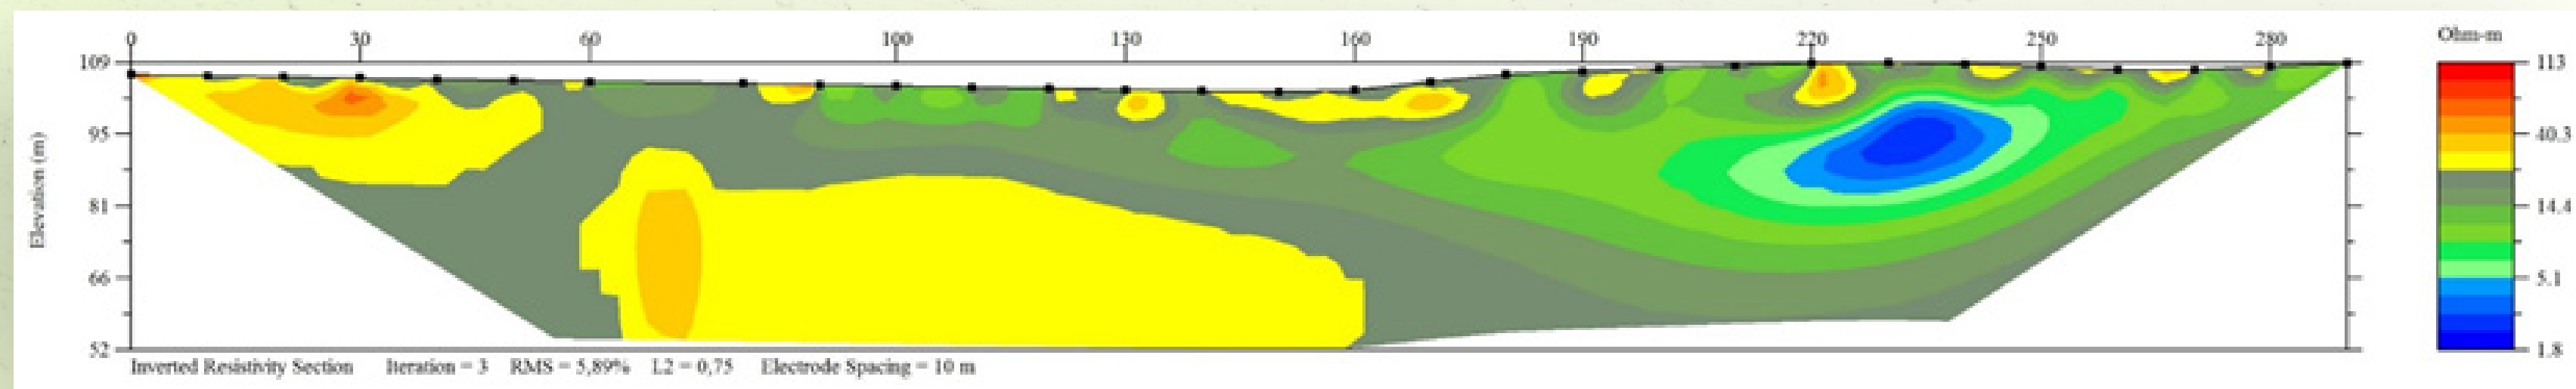 0 30 60 100 130 160 190 220 250 280
Ohm-m
109
95
81
66
52
Elevation (m)
113
40.3
14.4
5.1
1.8
Inverted Resistivity Section Iteration = 3 RMS = 5,89% L2 = 0,75 Electrode Spacing = 10 m